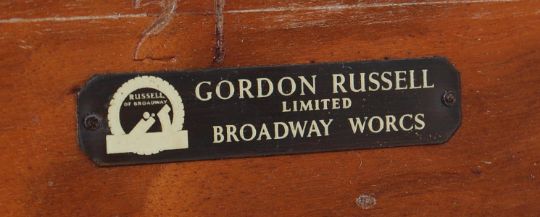 RUSSELL
OF BROADWAY
GORDON RUSSELL
LIMITED
BROADWAY WORCS